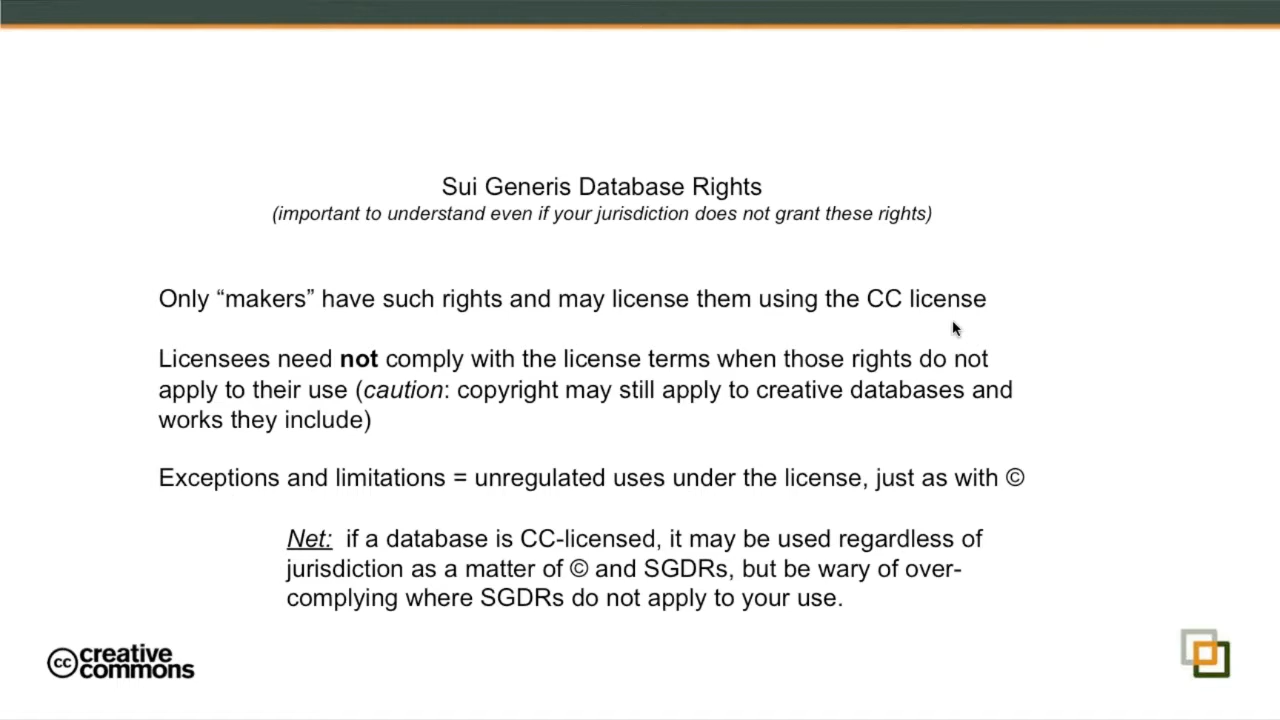 Sui Generis Database Rights
(important to understand even if your jurisdiction does not grant these rights)
Only “makers” have such rights and may license them using the CC license
Licensees need not comply with the license terms when those rights do not
apply to their use (caution: copyright may still apply to creative databases and
works they include)
Exceptions and limitations = unregulated uses under the license, just as with ©
Net: if a database is CC-licensed, it may be used regardless of
jurisdiction as a matter of © and SGDRs, but be wary of over-
complying where SGDRs do not apply to your use.
cc creative
commons